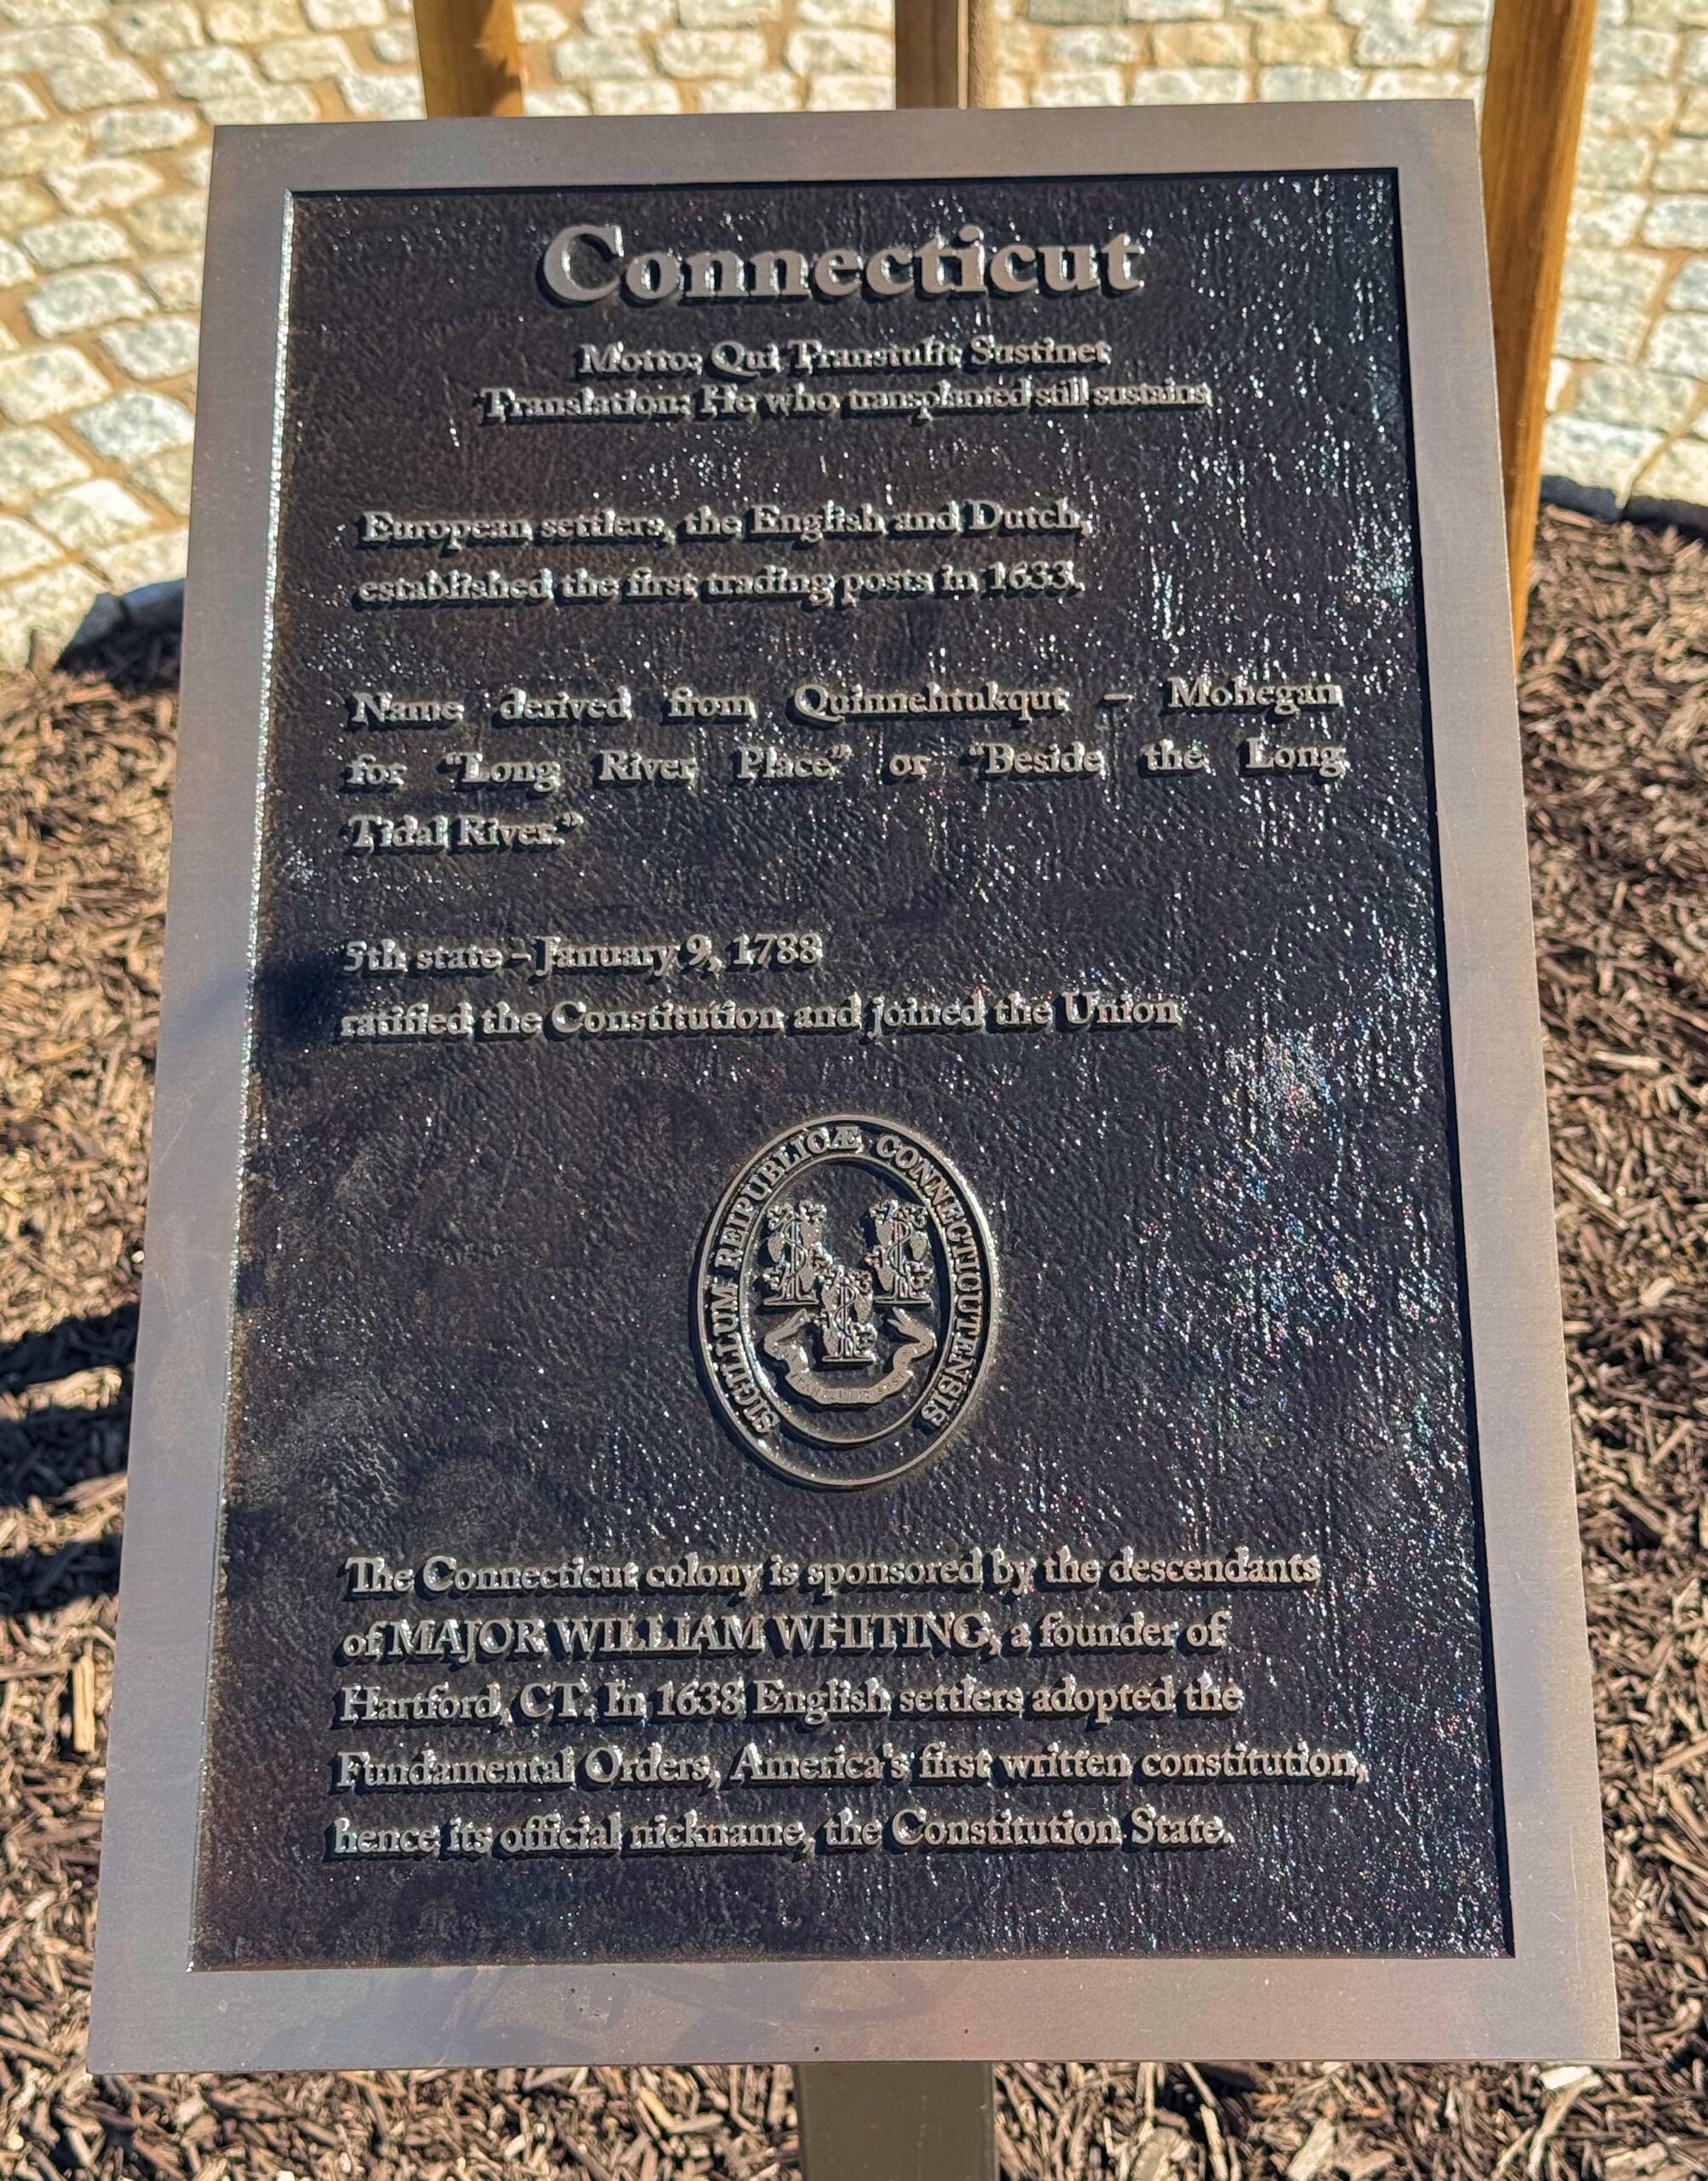 Connecticut
Motto: Qui Transtulit Sustinet
Translation: He who transplanted still sustains
European settlers, the English and Dutch,
established the first trading posts in 1633.
Name derived from Quinnehtukqut – Mohegan
for “Long River Place” or “Beside the Long
Tidal River.”
5th state – January 9, 1788
ratified the Constitution and joined the Union
SIGILLUM REIPUBLICÆ CONNECTICUTENSIS
The Connecticut colony is sponsored by the descendants
of MAJOR WILLIAM WHITING, a founder of
Hartford, CT. In 1638 English settlers adopted the
Fundamental Orders, America's first written constitution,
hence its official nickname, the Constitution State.